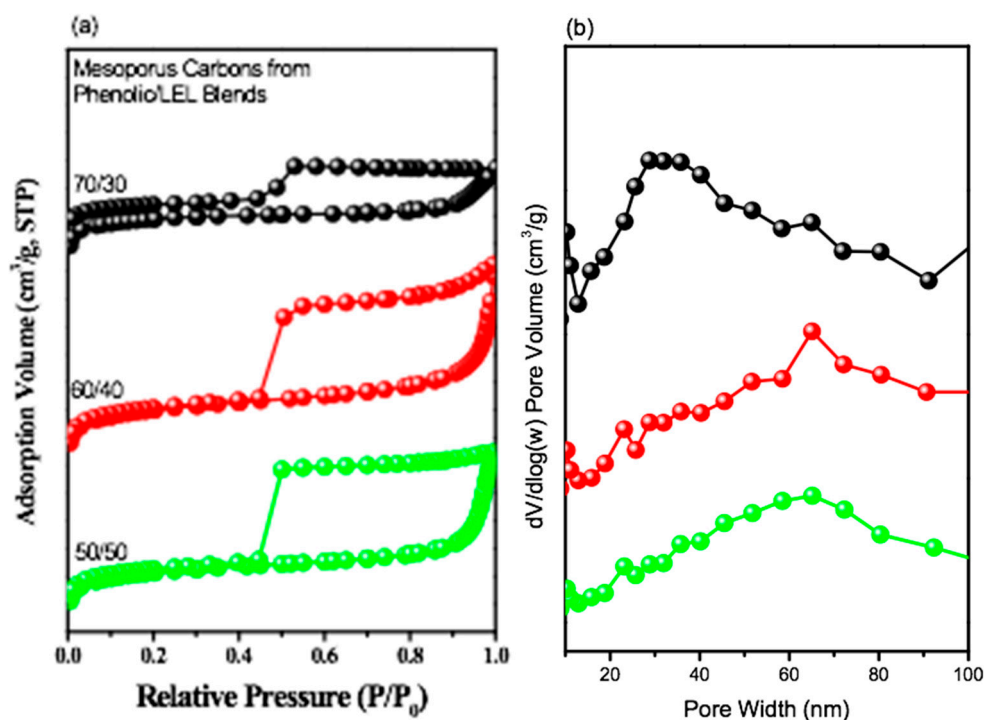 (a)
Mesoporus Carbons from
Phenolic/LEL Blends
70/30
60/40
50/50
Adsorption Volume (cm³/g, STP)
0.0 0.2 0.4 0.6 0.8 1.0
Relative Pressure (P/P₀)
(b)
dV/dlog(w) Pore Volume (cm³/g)
20 40 60 80 100
Pore Width (nm)